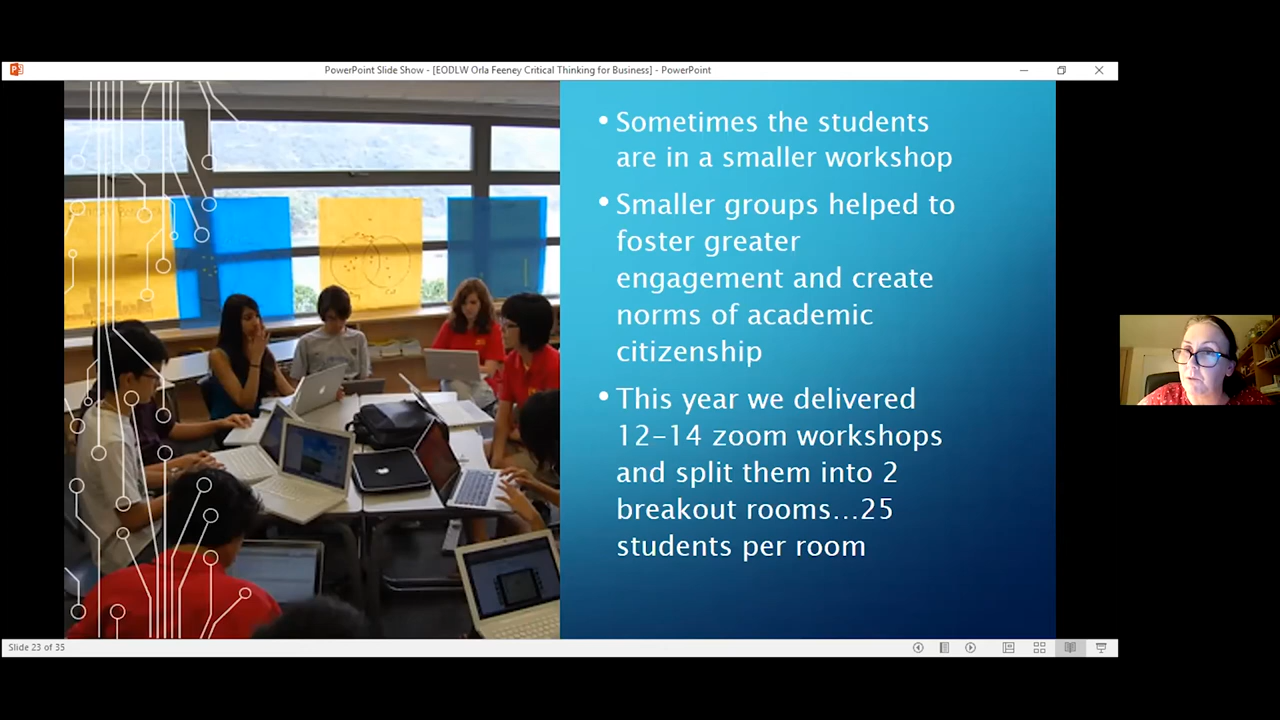 PowerPoint Slide Show - [EODLW Orla Feeney Critical Thinking for Business] - PowerPoint
• Sometimes the students
are in a smaller workshop
• Smaller groups helped to
foster greater
engagement and create
norms of academic
citizenship
• This year we delivered
12-14 zoom workshops
and split them into 2
breakout rooms...25
students per room
Slide 23 of 35